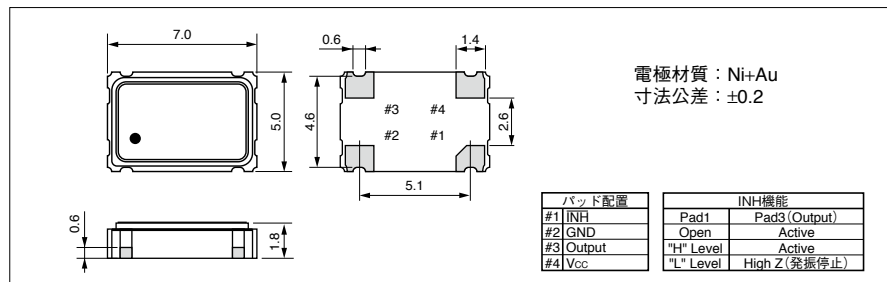 7.0
0.6
1.4
電極材質：Ni+Au
寸法公差：±0.2
5.0
4.6
#3
#4
#2
#1
2.6
5.1
0.6
1.8
パッド配置
#1 INH
#2 GND
#3 Output
#4 Vcc
INH機能
Pad1 Pad3(Output)
Open Active
"H" Level Active
"L" Level High Z(発振停止)